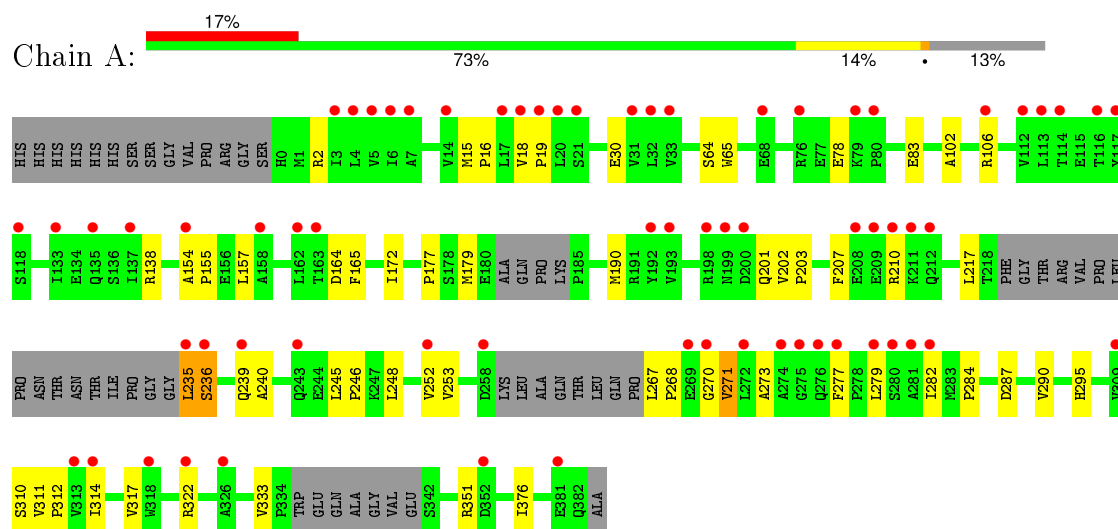 17%
Chain A:
73% 14% • 13%
HIS HIS HIS HIS HIS HIS SER SER GLY VAL PRO ARG GLY SER H0 M1 R2 I3 L4 V5 I6 A7 V14 M15 P16 L17 V18 P19 L20 S21 E30 V31 L32 V33 S64 W65 E68 R76 E77 E78 K79 P80 E83 A102 R106 V112 L113 T114 E115 T116 Y117
S118 I133 E134 Q135 S136 I137 R138 A154 P155 E156 L157 A158 L162 T163 D164 F165 I172 P177 S178 M179 E180 ALA GLN PRO LYS P185 M190 R191 Y192 V193 R198 N199 D200 Q201 V202 P203 F207 E208 E209 R210 K211 Q212 L217 T218 PHE GLY THR ARG VAL PRO LEU
PRO ASN THR ASN THR ILE PRO GLY GLY L235 S236 Q239 A240 Q243 E244 L245 P246 K247 L248 V252 V253 D258 LYS LEU ALA GLN THR LEU GLN PRO L267 P268 E269 G270 V271 L272 A273 A274 G275 Q276 F277 P278 L279 S280 A281 I282 M283 P284 D287 V290 H295 V309
S310 V311 P312 V313 I314 V317 W318 R322 A326 V333 P334 TRP GLU GLN ALA GLY VAL GLU S342 R351 D352 I376 E381 Q382 ALA